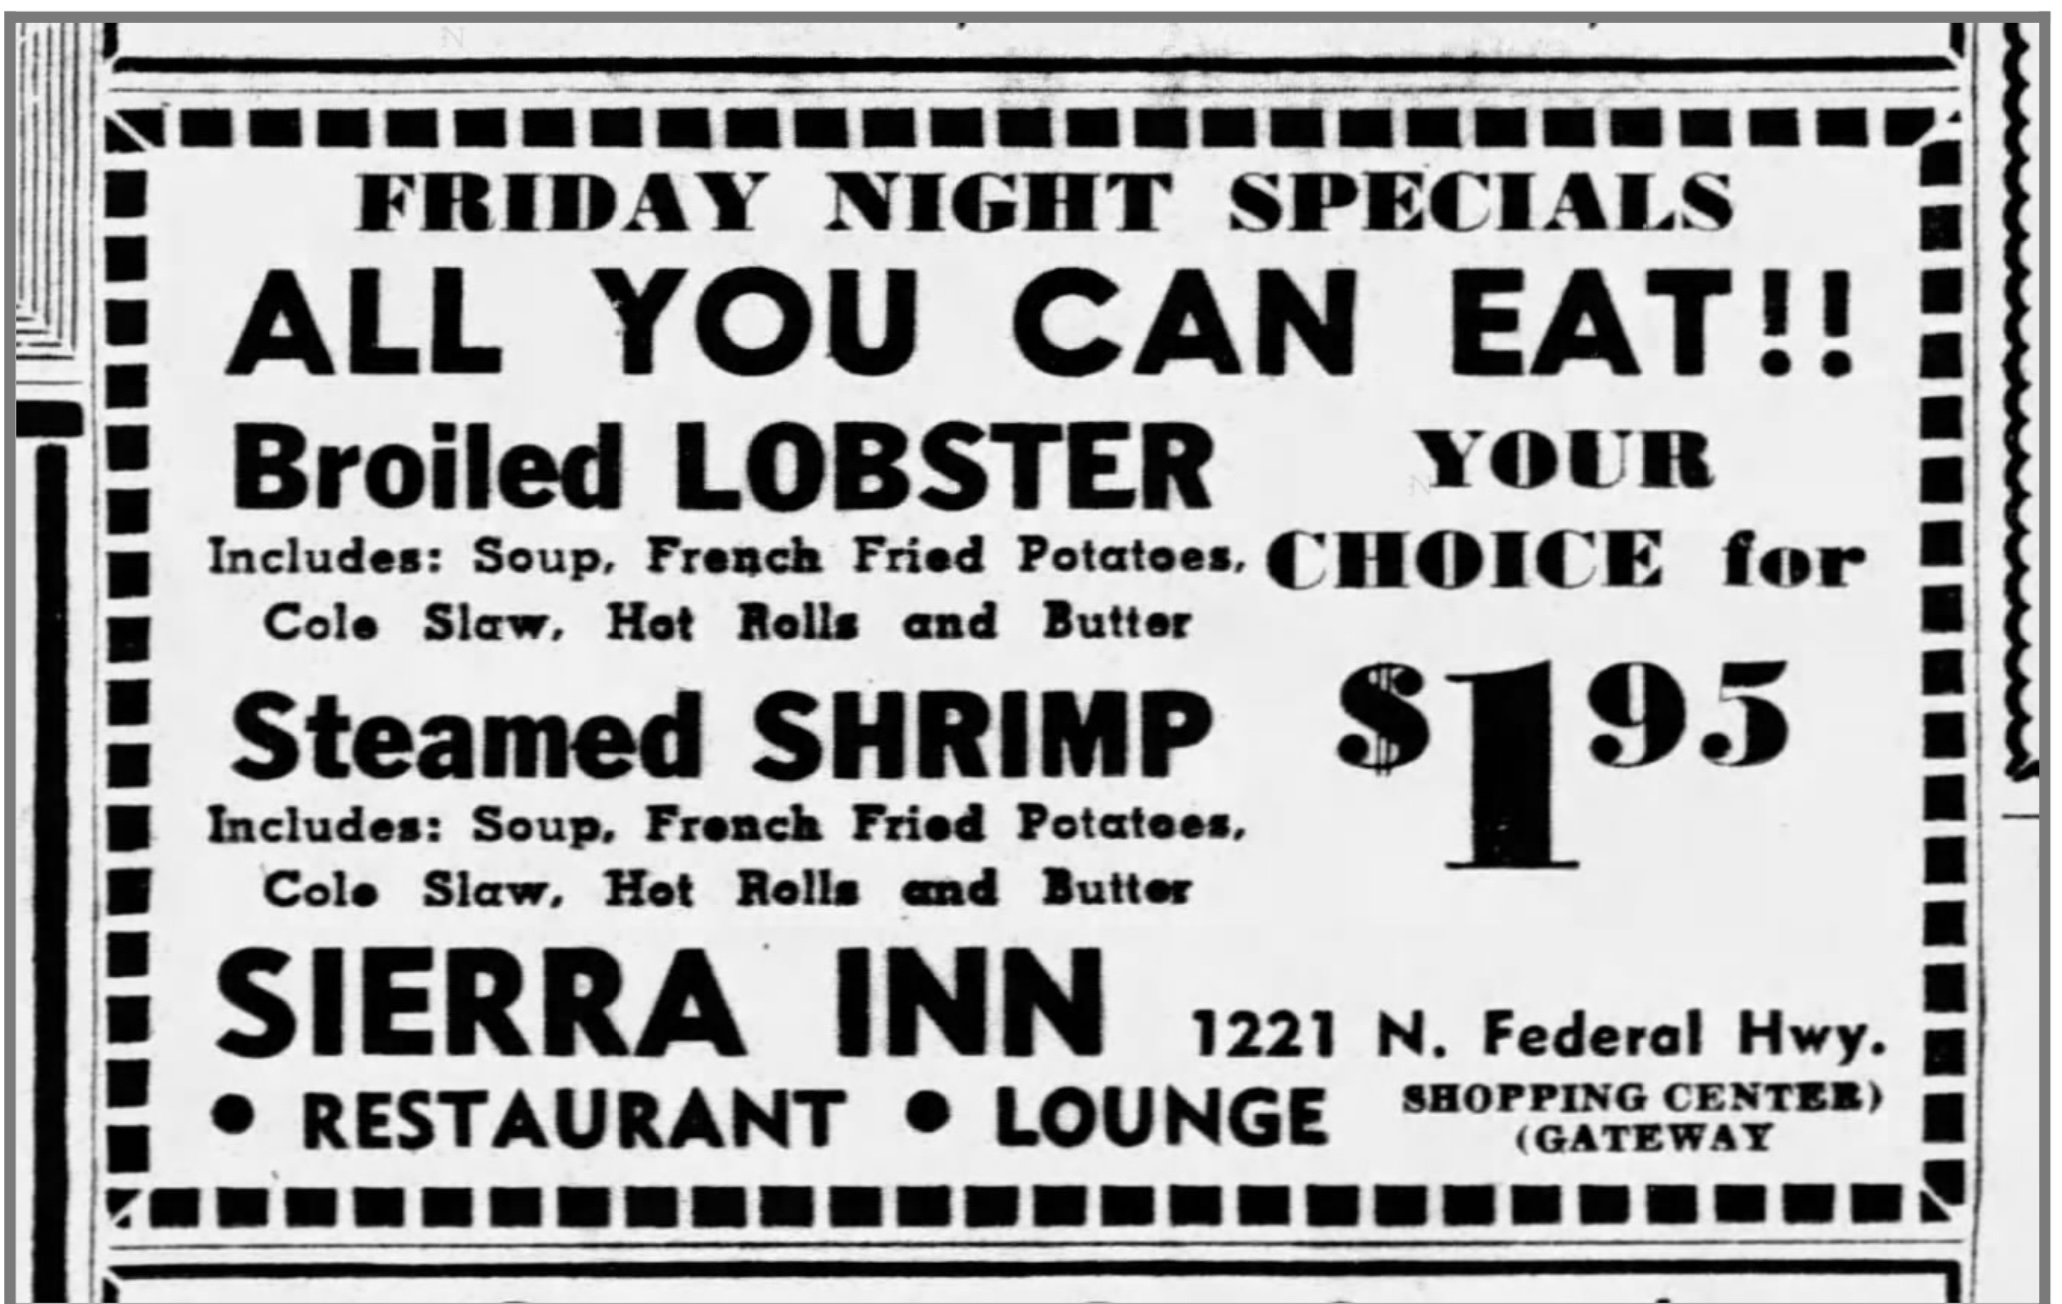 FRIDAY NIGHT SPECIALS
ALL YOU CAN EAT!!
Broiled LOBSTER
Includes: Soup, French Fried Potatoes,
Cole Slaw, Hot Rolls and Butter
Steamed SHRIMP
Includes: Soup, French Fried Potatoes,
Cole Slaw, Hot Rolls and Butter
YOUR
CHOICE for
$1 95
SIERRA INN
1221 N. Federal Hwy.
• RESTAURANT • LOUNGE
SHOPPING CENTER)
(GATEWAY